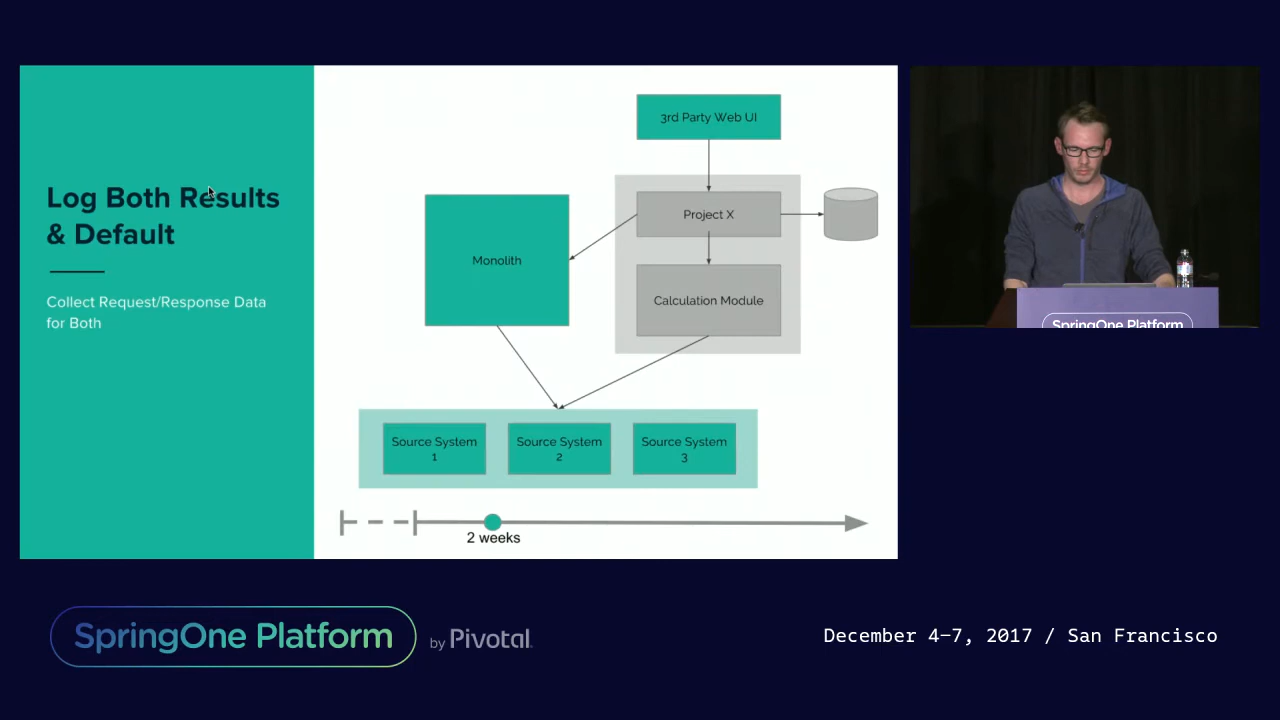 Log Both Results
& Default
Collect Request/Response Data
for Both
3rd Party Web UI
Project X
Monolith
Calculation Module
Source System
1
Source System
2
Source System
3
2 weeks
SpringOne Platform
SpringOne Platform
by Pivotal.
December 4–7, 2017 / San Francisco